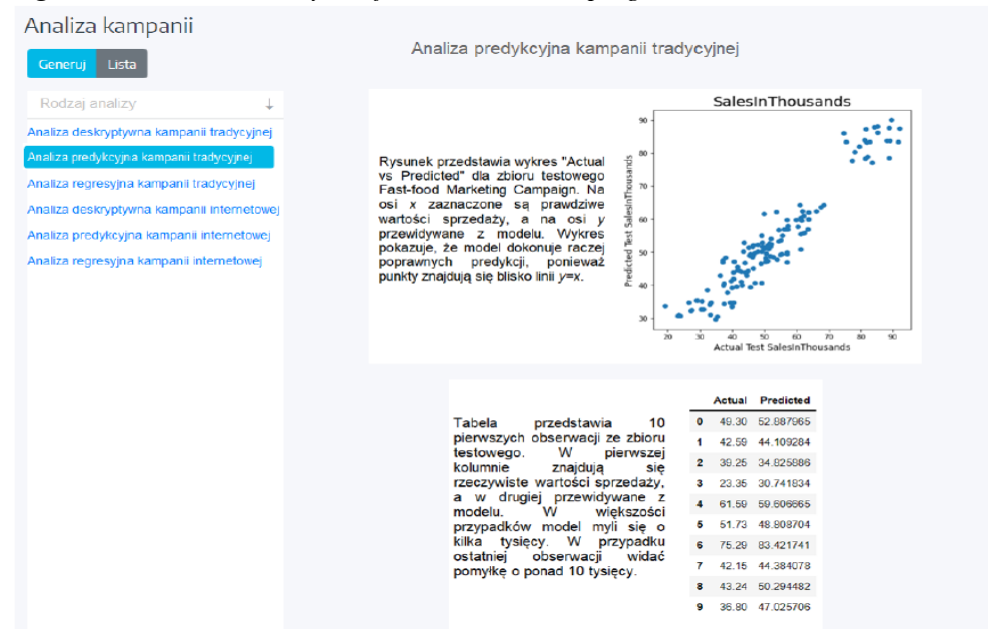 Analiza kampanii
Generuj Lista
Rodzaj analizy ↓
Analiza deskryptywna kampanii tradycyjnej
Analiza predykcyjna kampanii tradycyjnej
Analiza regresyjna kampanii tradycyjnej
Analiza deskryptywna kampanii internetowej
Analiza predykcyjna kampanii internetowej
Analiza regresyjna kampanii internetowej
Analiza predykcyjna kampanii tradycyjnej
Rysunek przedstawia wykres "Actual
vs Predicted" dla zbioru testowego
Fast-food Marketing Campaign. Na
osi x zaznaczone są prawdziwe
wartości sprzedaży, a na osi y
przewidywane z modelu. Wykres
pokazuje, że model dokonuje raczej
poprawnych predykcji, ponieważ
punkty znajdują się blisko linii y=x.
SalesInThousands
Predicted Test SalesInThousands
90
80
70
60
50
40
30
20 30 40 50 60 70 80 90
Actual Test SalesInThousands
Tabela przedstawia 10
pierwszych obserwacji ze zbioru
testowego. W pierwszej
kolumnie znajdują się
rzeczywiste wartości sprzedaży,
a w drugiej przewidywane z
modelu. W większości
przypadków model myli się o
kilka tysięcy. W przypadku
ostatniej obserwacji widać
pomyłkę o ponad 10 tysięcy.
Actual Predicted
0 49.30 52.887965
1 42.59 44.109284
2 39.25 34.825886
3 23.35 30.741834
4 61.59 59.606665
5 51.73 48.808704
6 75.29 83.421741
7 42.15 44.384078
8 43.24 50.294482
9 36.80 47.025706